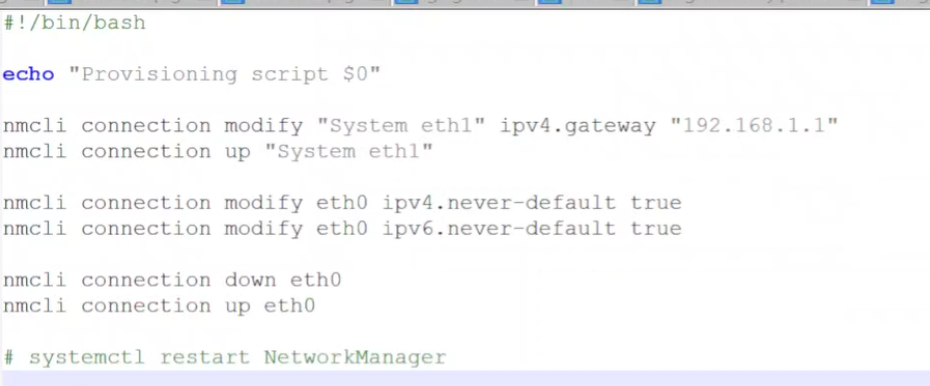 #!/bin/bash
echo "Provisioning script $0"
nmcli connection modify "System eth1" ipv4.gateway "192.168.1.1"
nmcli connection up "System eth1"
nmcli connection modify eth0 ipv4.never-default true
nmcli connection modify eth0 ipv6.never-default true
nmcli connection down eth0
nmcli connection up eth0
# systemctl restart NetworkManager